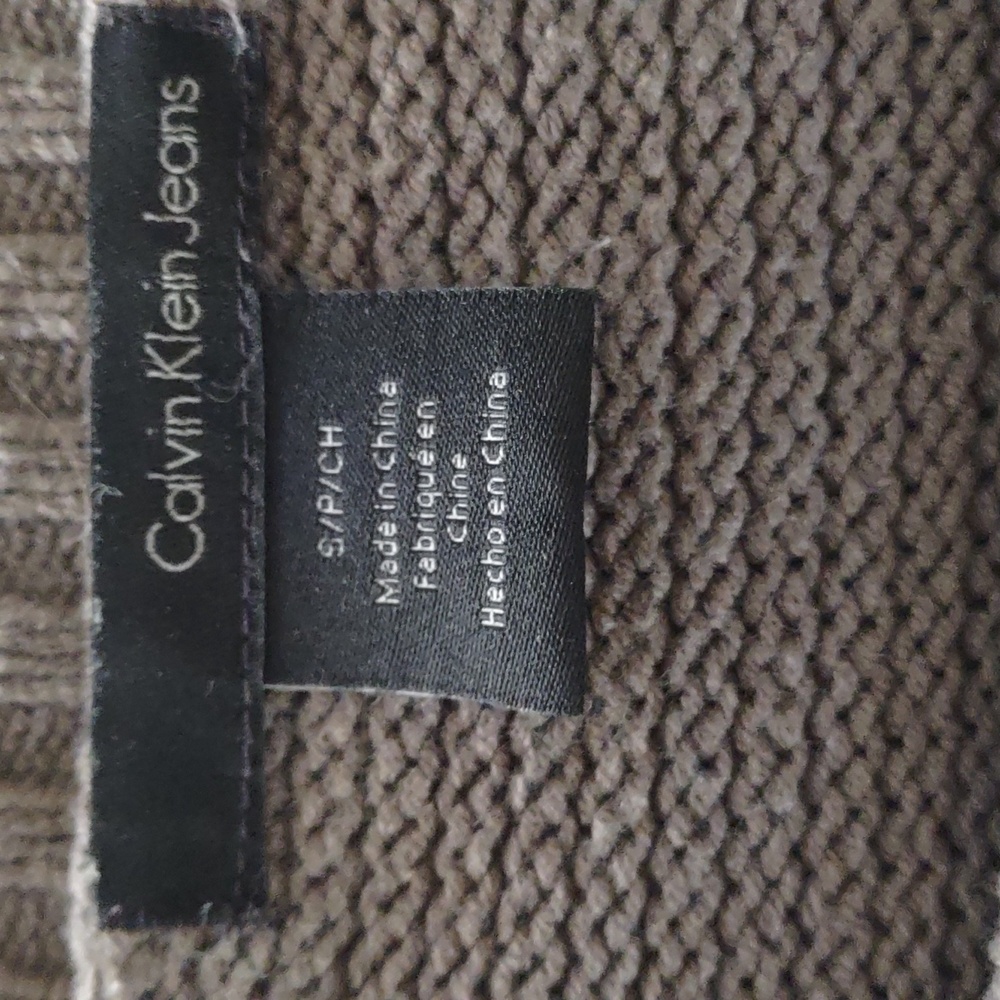 Calvin Klein Jeans
S/P/CH
Made in China
Fabriqué en
Chine
Hecho en China